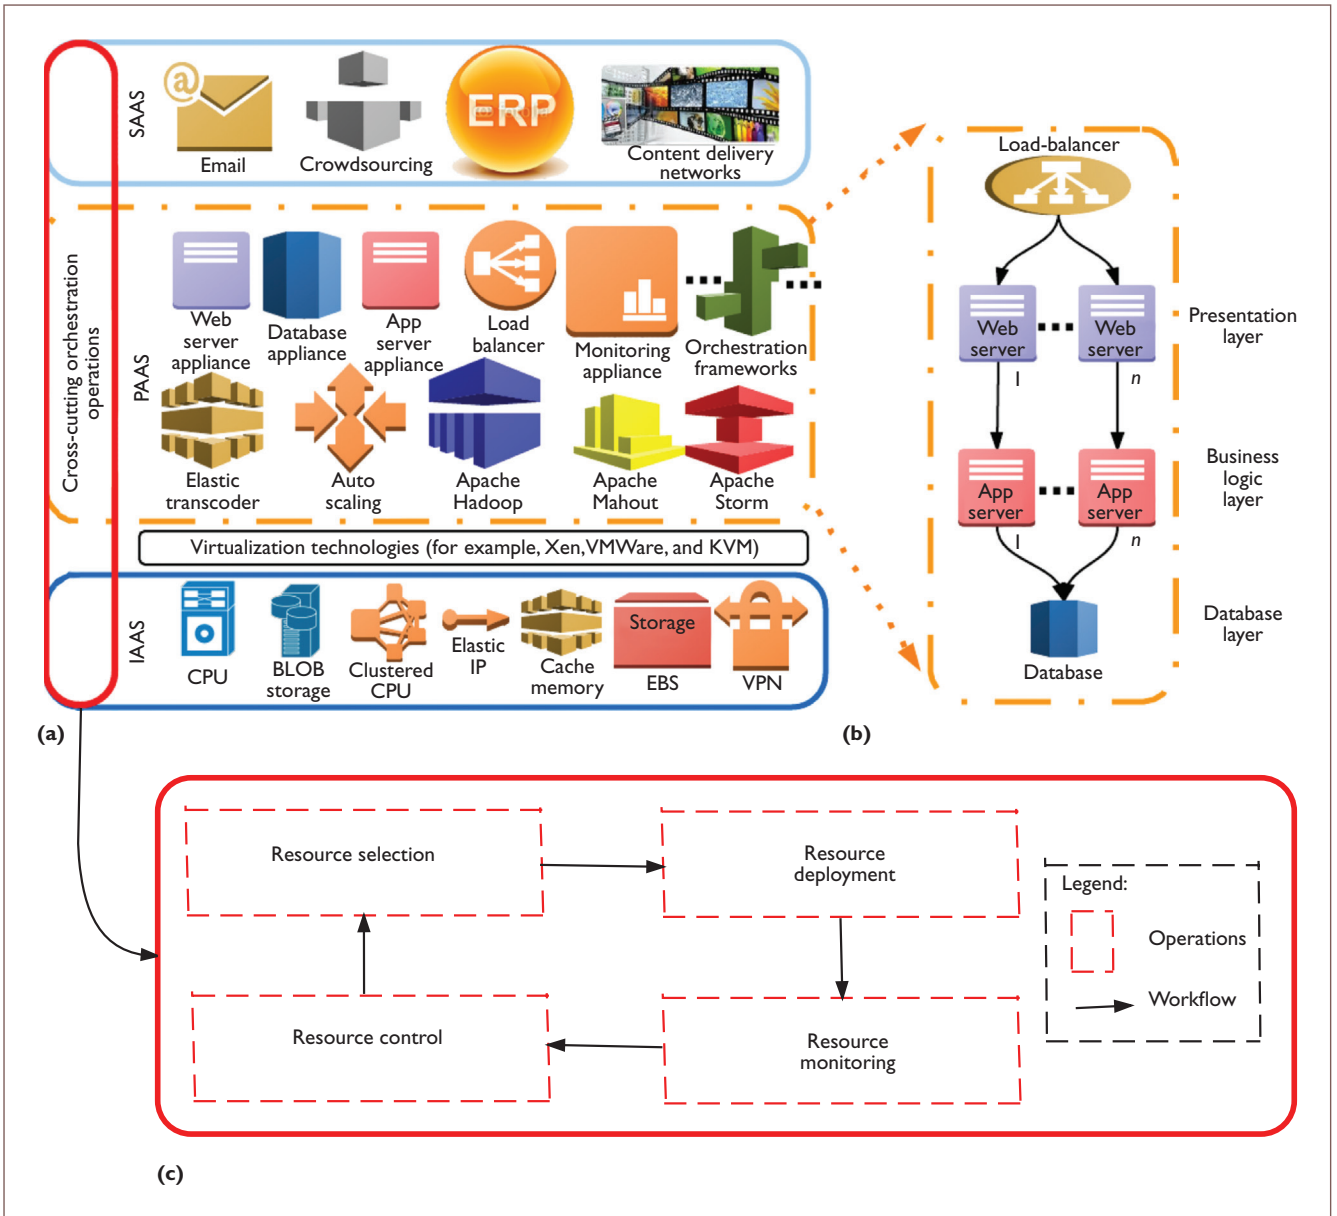 SAAS
@
Email
Crowdsourcing
ERP
Content delivery
networks
Cross-cutting orchestration
operations
PAAS
Web
server
appliance
Database
appliance
App
server
appliance
Load
balancer
Monitoring
appliance
Orchestration
frameworks
Elastic
transcoder
Auto
scaling
Apache
Hadoop
Apache
Mahout
Apache
Storm
Virtualization technologies (for example, Xen, VMWare, and KVM)
IAAS
CPU
BLOB
storage
Clustered
CPU
Elastic
IP
Cache
memory
Storage
EBS
VPN
(a)
Load-balancer
Web
server
1
Web
server
n
Presentation
layer
App
server
1
App
server
n
Business
logic
layer
Database
Database
layer
(b)
Resource selection
Resource
deployment
Resource control
Resource
monitoring
Legend:
Operations
Workflow
(c)